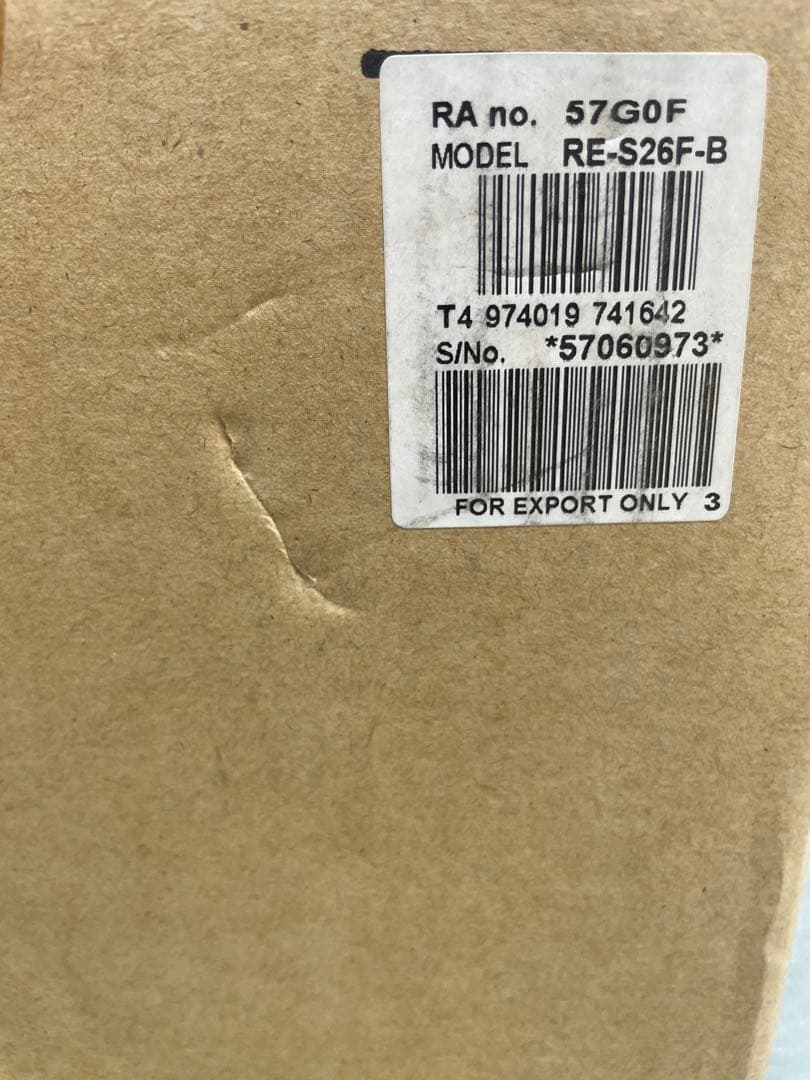 RA no. 57G0F
MODEL RE-S26F-B
T4 974019 741642
S/No. *57060973*
FOR EXPORT ONLY 3